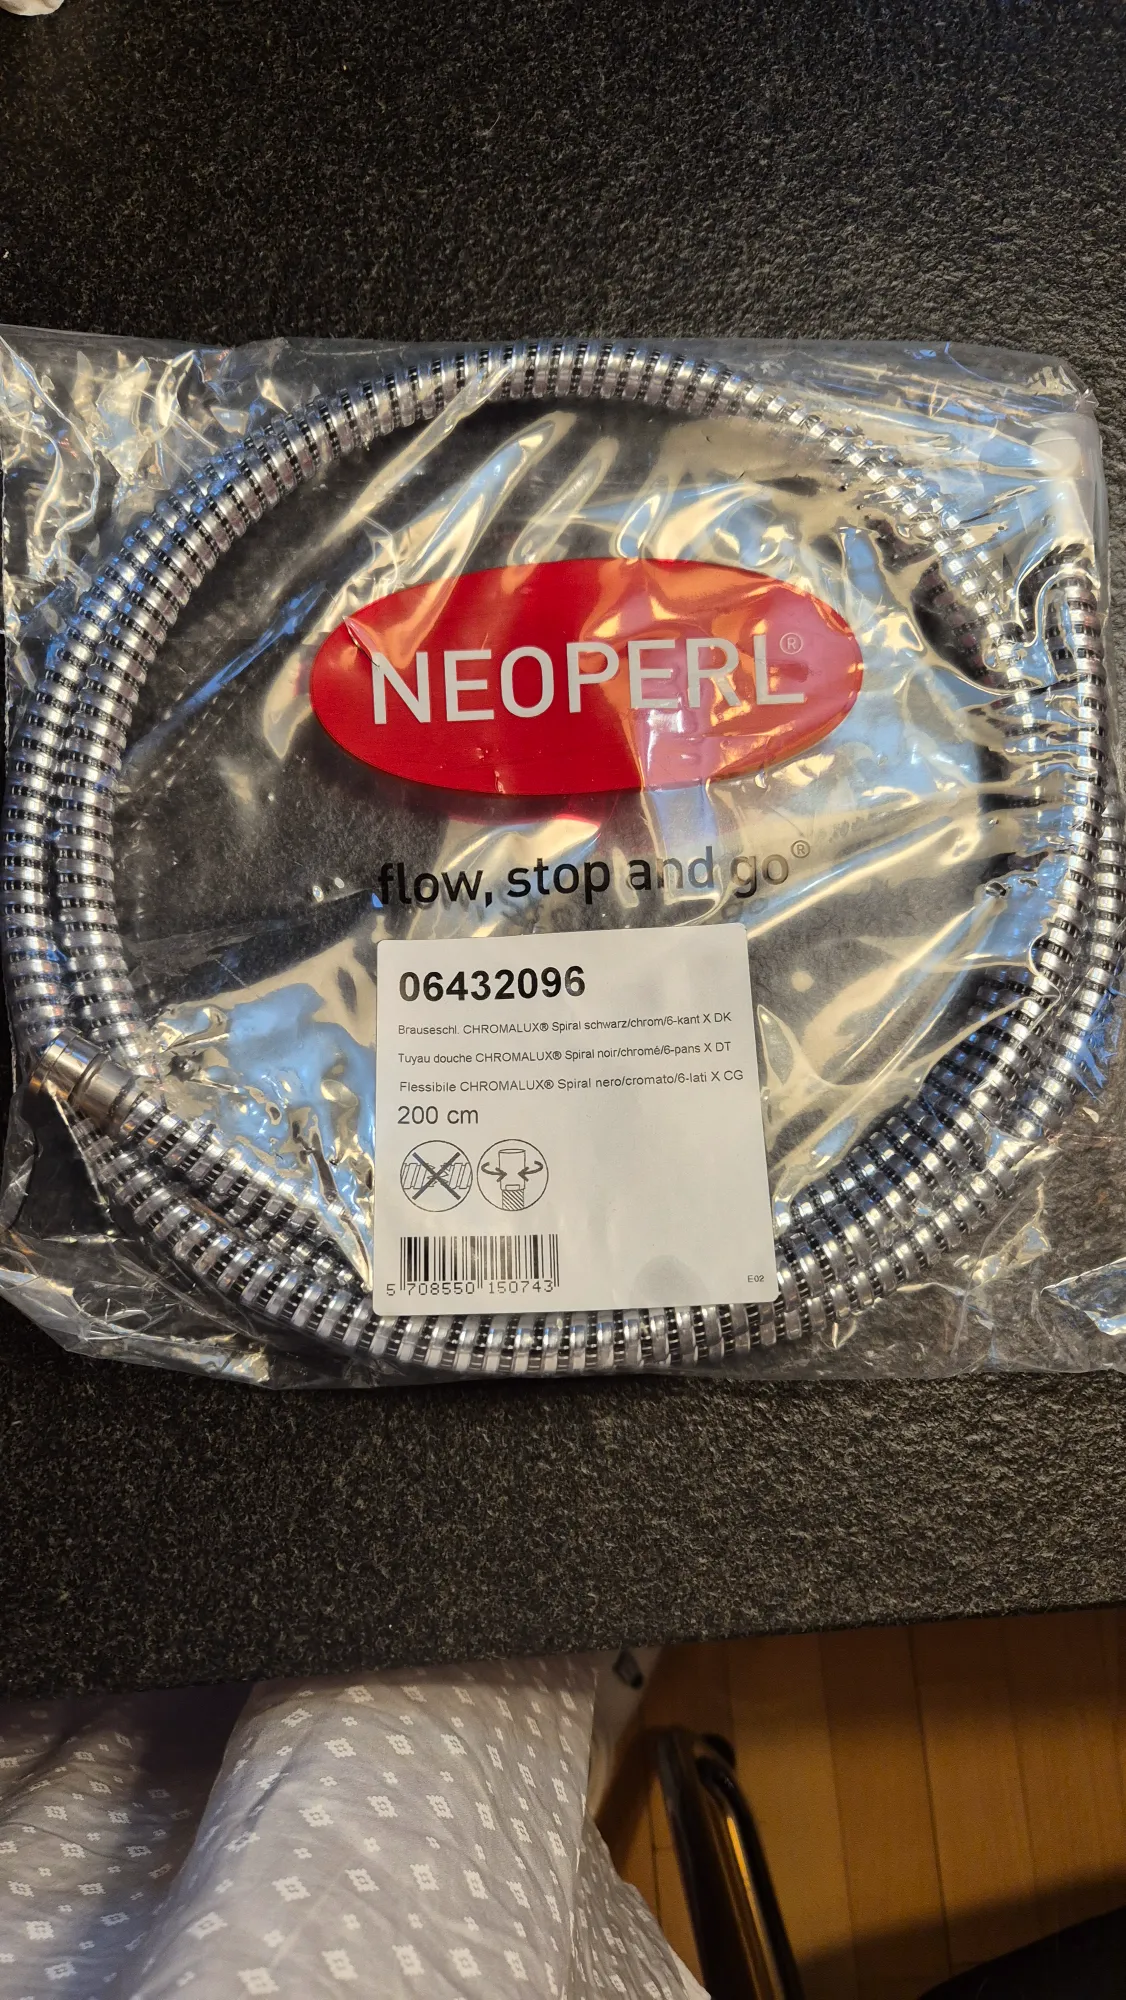 NEOPERL®
flow, stop and go®
06432096
Brauseschl. CHROMALUX® Spiral schwarz/chrom/6-kant X DK
Tuyau douche CHROMALUX® Spiral noir/chromé/6-pans X DT
Flessibile CHROMALUX® Spiral nero/cromato/6-lati X CG
200 cm
5 708550 150743
E02